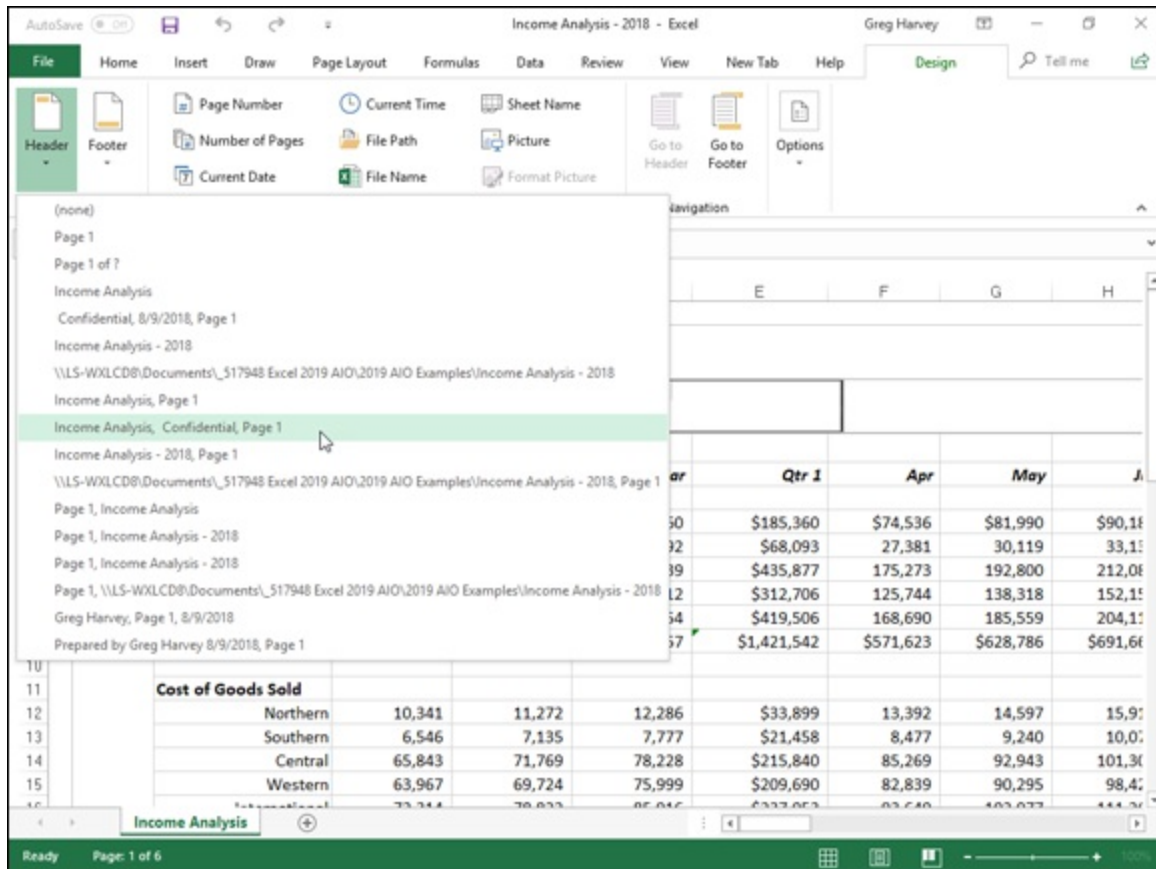 AutoSave Off Income Analysis - 2018 - Excel Greg Harvey
File Home Insert Draw Page Layout Formulas Data Review View New Tab Help Design Tell me
Header Footer Page Number Current Time Sheet Name Go to Header Go to Footer Options
Number of Pages File Path Picture
Current Date File Name Format Picture
Navigation
(none)
Page 1
Page 1 of ?
Income Analysis
Confidential, 8/9/2018, Page 1
Income Analysis - 2018
\\LS-WXLCD8\Documents\_517948 Excel 2019 AIO\2019 AIO Examples\Income Analysis - 2018
Income Analysis, Page 1
Income Analysis,  Confidential, Page 1
Income Analysis - 2018, Page 1
\\LS-WXLCD8\Documents\_517948 Excel 2019 AIO\2019 AIO Examples\Income Analysis - 2018, Page 1
Page 1, Income Analysis
Page 1, Income Analysis - 2018
Page 1, Income Analysis - 2018
Page 1, \\LS-WXLCD8\Documents\_517948 Excel 2019 AIO\2019 AIO Examples\Income Analysis - 2018
Greg Harvey, Page 1, 8/9/2018
Prepared by Greg Harvey 8/9/2018, Page 1
E F G H
Qtr 1 Apr May
$185,360 $74,536 $81,990
$68,093 27,381 30,119
$435,877 175,273 192,800
$312,706 125,744 138,318
$419,506 168,690 185,559
$1,421,542 $571,623 $628,786
10
11 Cost of Goods Sold
12 Northern 10,341 11,272 12,286 $33,899 13,392 14,597
13 Southern 6,546 7,135 7,777 $21,458 8,477 9,240
14 Central 65,843 71,769 78,228 $215,840 85,269 92,943
15 Western 63,967 69,724 75,999 $209,690 82,839 90,295
Income Analysis
Ready Page: 1 of 6 100%